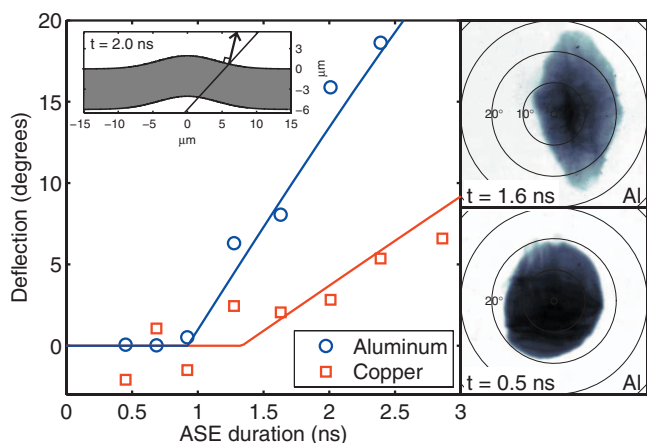 20
15
10
5
0
Deflection (degrees)
0
0.5
1
1.5
2
2.5
3
ASE duration (ns)
t = 2.0 ns
3
0
−3
−6
μm
−15
−10
−5
0
5
10
15
μm
Aluminum
Copper
20°
10°
0
t = 1.6 ns
Al
20°
0
t = 0.5 ns
Al